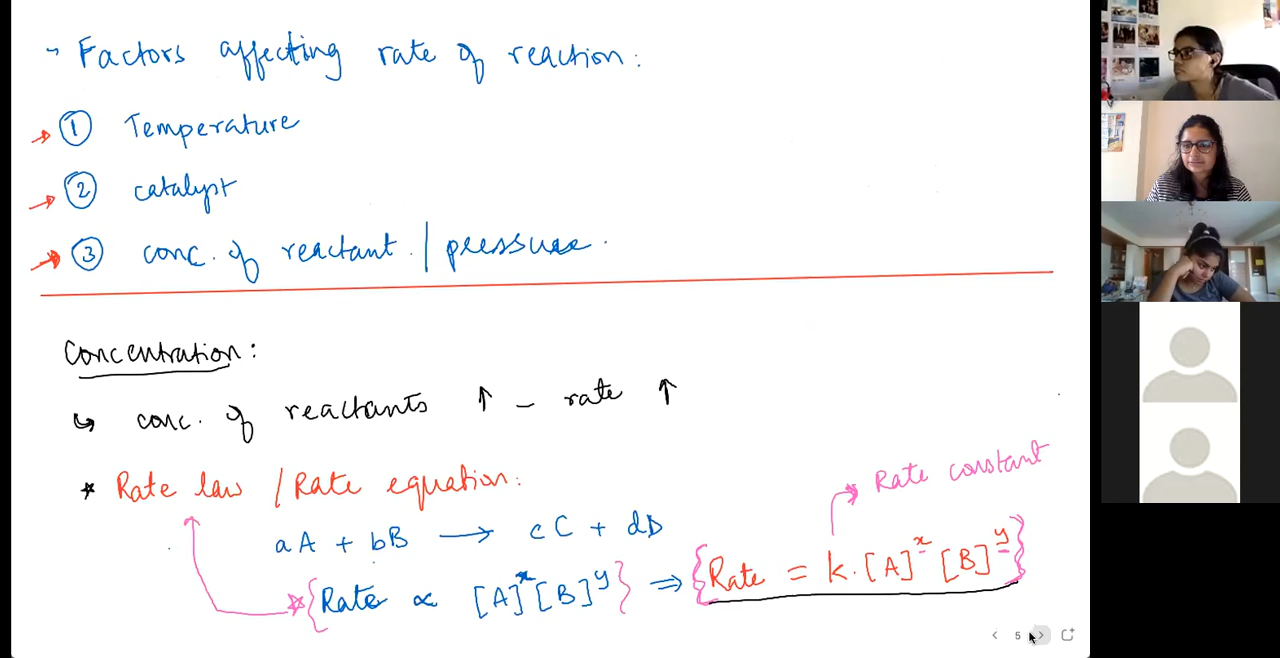 Factors affecting rate of reaction:
① Temperature
② catalyst
③ conc. of reactant. / pressure.
Concentration:
↳ conc. of reactants ↑ – rate ↑
Rate constant
* Rate law / Rate equation:
aA + bB → cC + dD
{Rate ∝ [A]^x [B]^y} ⇒ {Rate = k.[A]^x [B]^y}
< 5 >